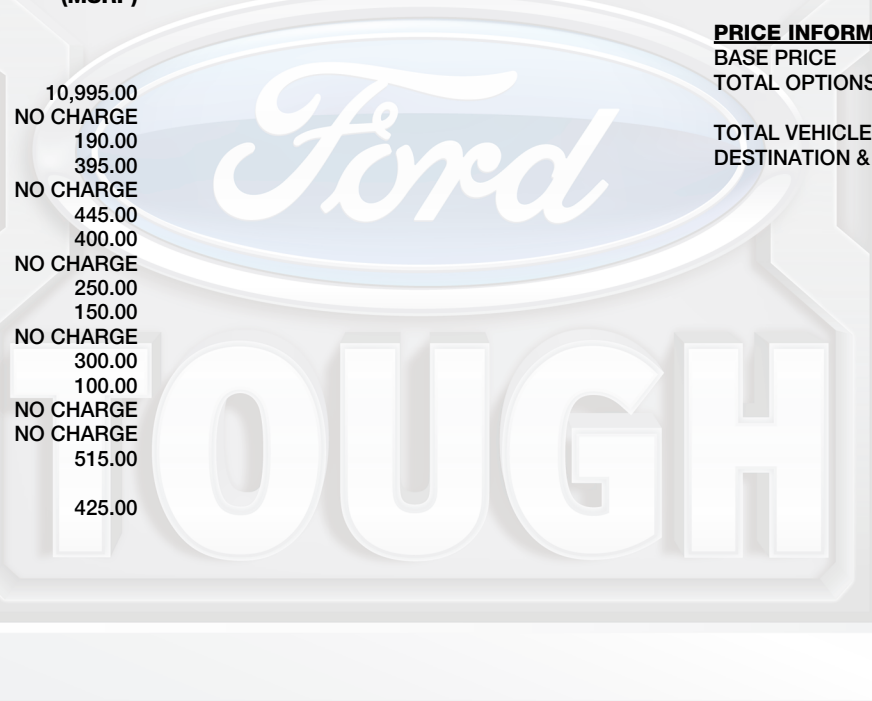 (MSRP)
10,995.00
NO CHARGE
190.00
395.00
NO CHARGE
445.00
400.00
NO CHARGE
250.00
150.00
NO CHARGE
300.00
100.00
NO CHARGE
NO CHARGE
515.00
425.00
PRICE INFORM
BASE PRICE
TOTAL OPTIONS
TOTAL VEHICLE
DESTINATION &
Ford
TOUGH